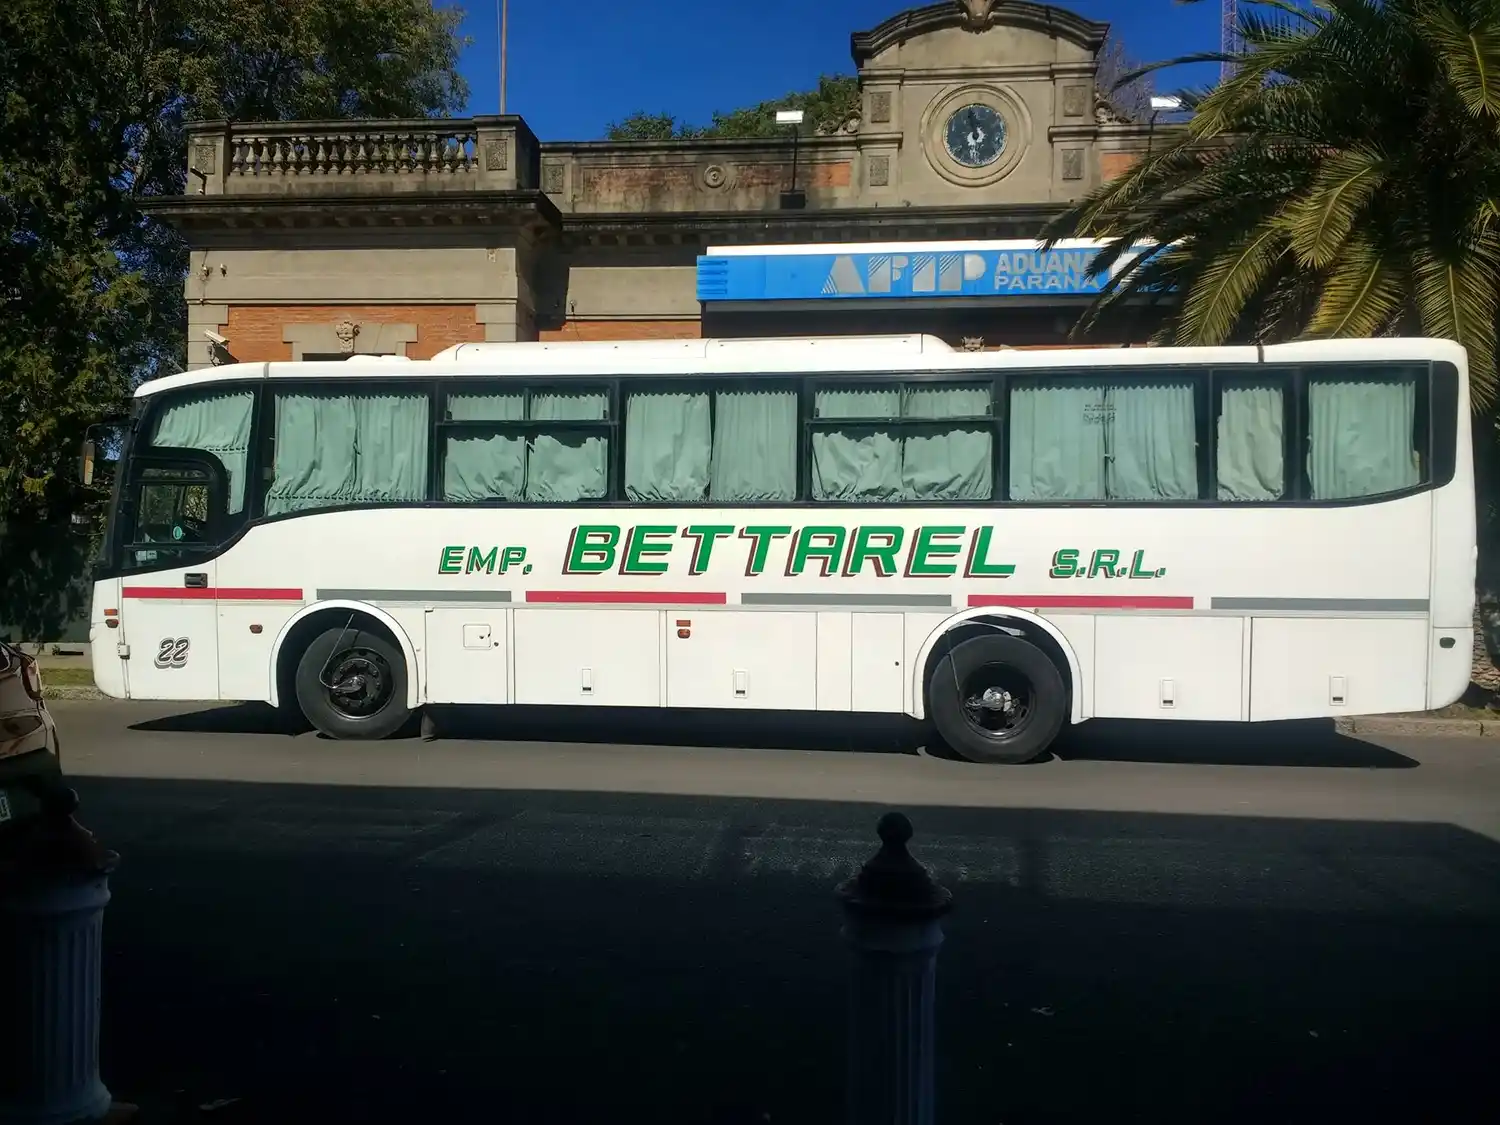 AFIP ADUANA
PARANA
EMP. BETTAREL S.R.L.
22